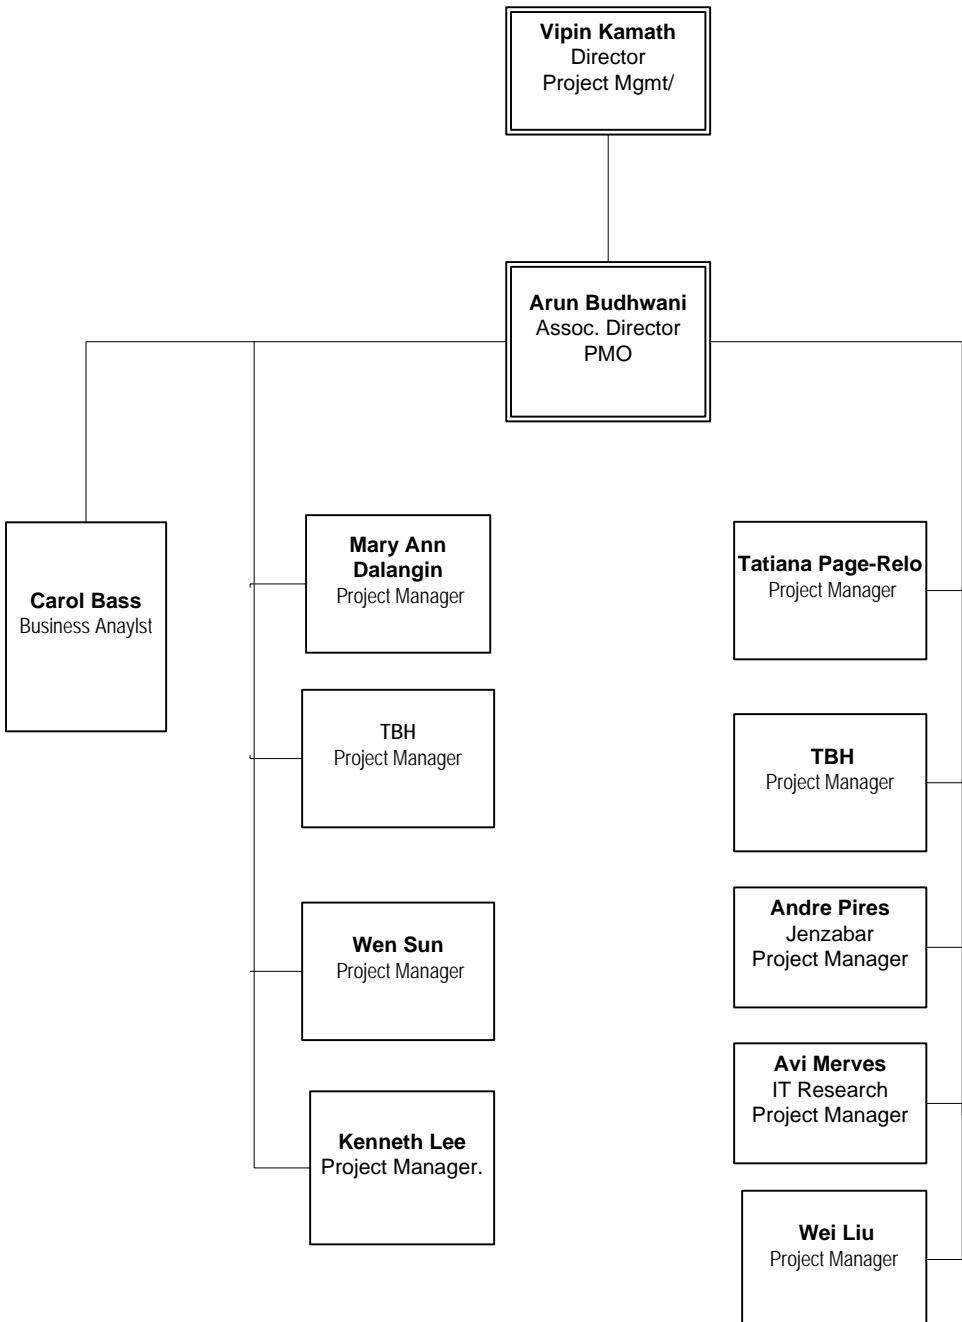 Vipin Kamath
Director
Project Mgmt/
Arun Budhwani
Assoc. Director
PMO
Carol Bass
Business Anaylst
Mary Ann
Dalangin
Project Manager
TBH
Project Manager
Wen Sun
Project Manager
Kenneth Lee
Project Manager.
Tatiana Page-Relo
Project Manager
TBH
Project Manager
Andre Pires
Jenzabar
Project Manager
Avi Merves
IT Research
Project Manager
Wei Liu
Project Manager